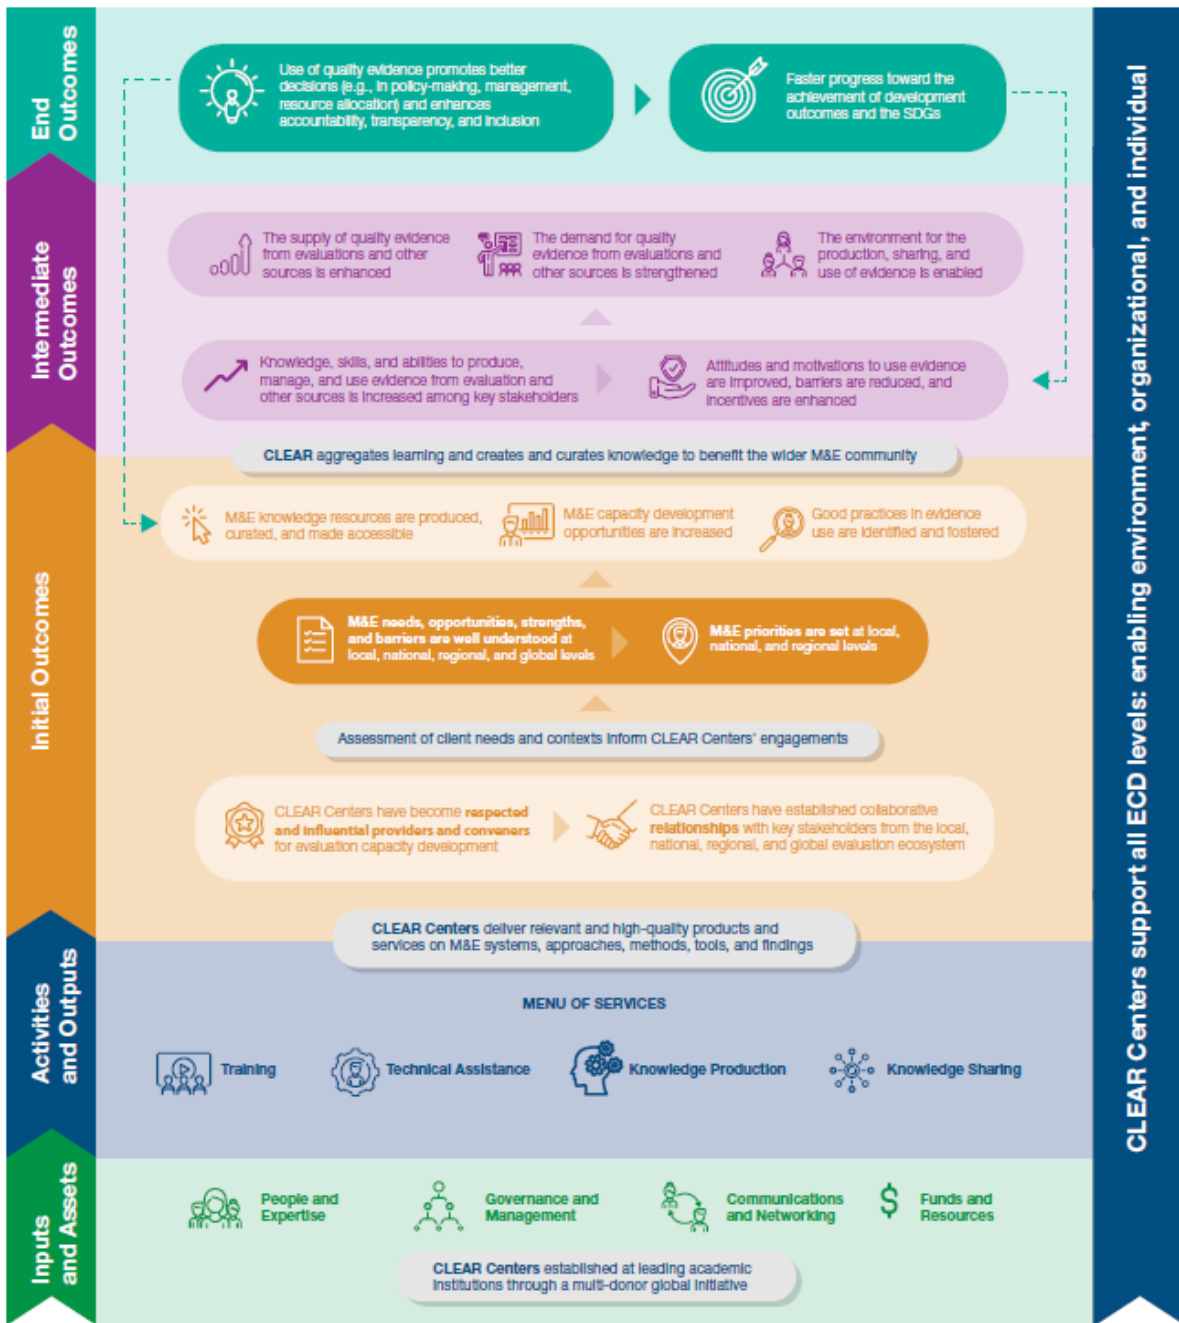 End
Outcomes
Use of quality evidence promotes better
decisions (e.g., in policy-making, management,
resource allocation) and enhances
accountability, transparency, and inclusion
Faster progress toward the
achievement of development
outcomes and the SDGs
Intermediate
Outcomes
The supply of quality evidence
from evaluations and other
sources is enhanced
The demand for quality
evidence from evaluations and
other sources is strengthened
The environment for the
production, sharing, and
use of evidence is enabled
Knowledge, skills, and abilities to produce,
manage, and use evidence from evaluation and
other sources is increased among key stakeholders
Attitudes and motivations to use evidence
are improved, barriers are reduced, and
incentives are enhanced
CLEAR aggregates learning and creates and curates knowledge to benefit the wider M&E community
Initial Outcomes
M&E knowledge resources are produced,
curated, and made accessible
M&E capacity development
opportunities are increased
Good practices in evidence
use are identified and fostered
M&E needs, opportunities, strengths,
and barriers are well understood at
local, national, regional, and global levels
M&E priorities are set at local,
national, and regional levels
Assessment of client needs and contexts inform CLEAR Centers' engagements
CLEAR Centers have become respected
and influential providers and conveners
for evaluation capacity development
CLEAR Centers have established collaborative
relationships with key stakeholders from the local,
national, regional, and global evaluation ecosystem
CLEAR Centers deliver relevant and high-quality products and
services on M&E systems, approaches, methods, tools, and findings
Activities
and Outputs
MENU OF SERVICES
Training
Technical Assistance
Knowledge Production
Knowledge Sharing
Inputs
and Assets
People and
Expertise
Governance and
Management
Communications
and Networking
$
Funds and
Resources
CLEAR Centers established at leading academic
institutions through a multi-donor global initiative
CLEAR Centers support all ECD levels: enabling environment, organizational, and individual